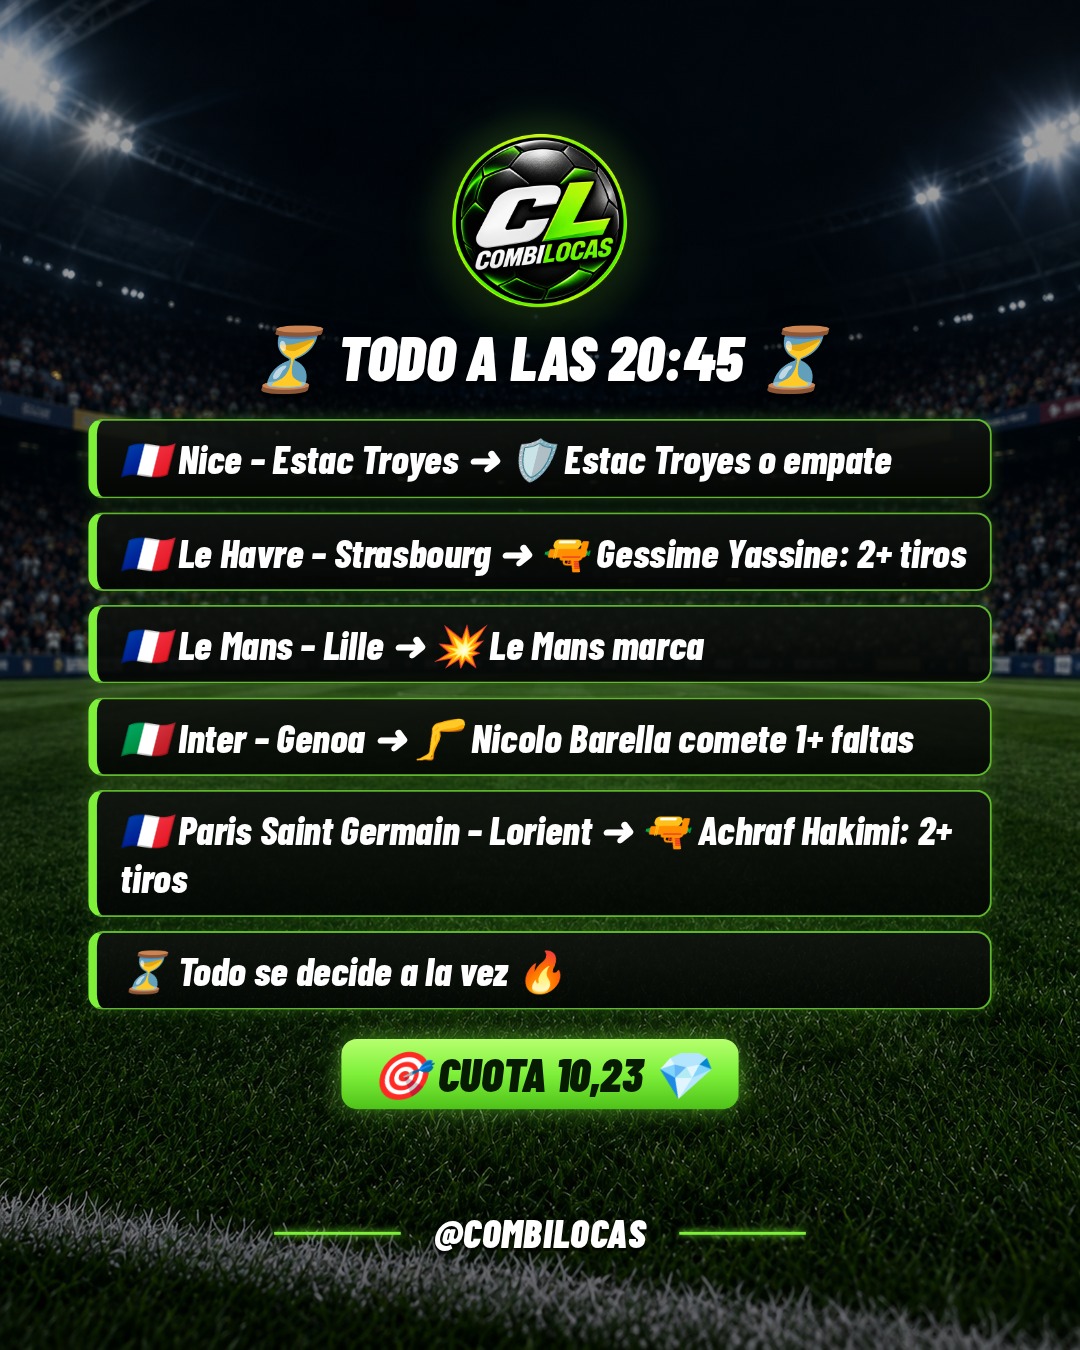 CL
COMBILOCAS
⏳ TODO A LAS 20:45 ⏳
🇫🇷 Nice - Estac Troyes → 🛡️ Estac Troyes o empate
🇫🇷 Le Havre - Strasbourg → 🔫 Gessime Yassine: 2+ tiros
🇫🇷 Le Mans - Lille → 💥 Le Mans marca
🇮🇹 Inter - Genoa → 🦵 Nicolo Barella comete 1+ faltas
🇫🇷 Paris Saint Germain - Lorient → 🔫 Achraf Hakimi: 2+
tiros
⏳ Todo se decide a la vez 🔥
🎯 CUOTA 10,23 💎
@COMBILOCAS